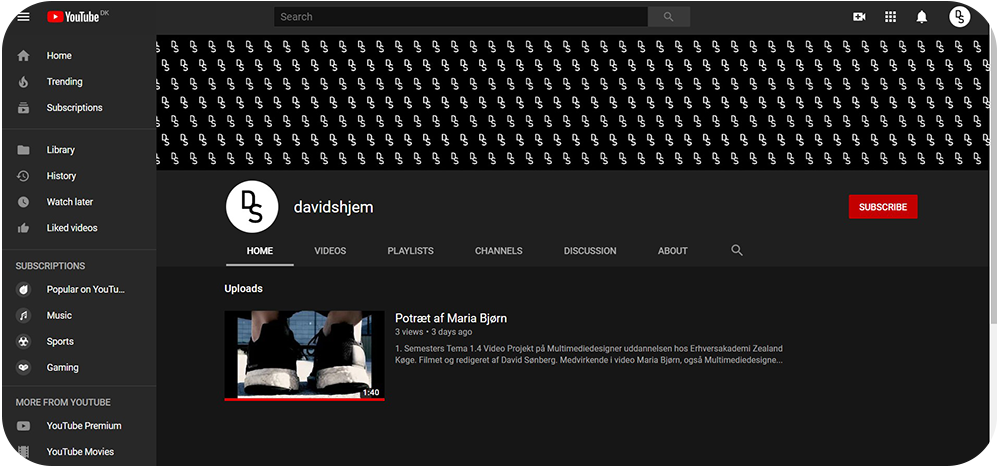 YouTube DK
Search
DS
Home
Trending
Subscriptions
Library
History
Watch later
Liked videos
SUBSCRIPTIONS
Popular on YouTu...
Music
Sports
Gaming
MORE FROM YOUTUBE
YouTube Premium
YouTube Movies
DS
davidshjem
SUBSCRIBE
HOME VIDEOS PLAYLISTS CHANNELS DISCUSSION ABOUT
Uploads
1:40
Potræt af Maria Bjørn
3 views • 3 days ago
1. Semesters Tema 1.4 Video Projekt på Multimediedesigner uddannelsen hos Erhversakademi Zealand
Køge. Filmet og redigeret af David Sønberg. Medvirkende i video Maria Bjørn, også Multimediedesigne...